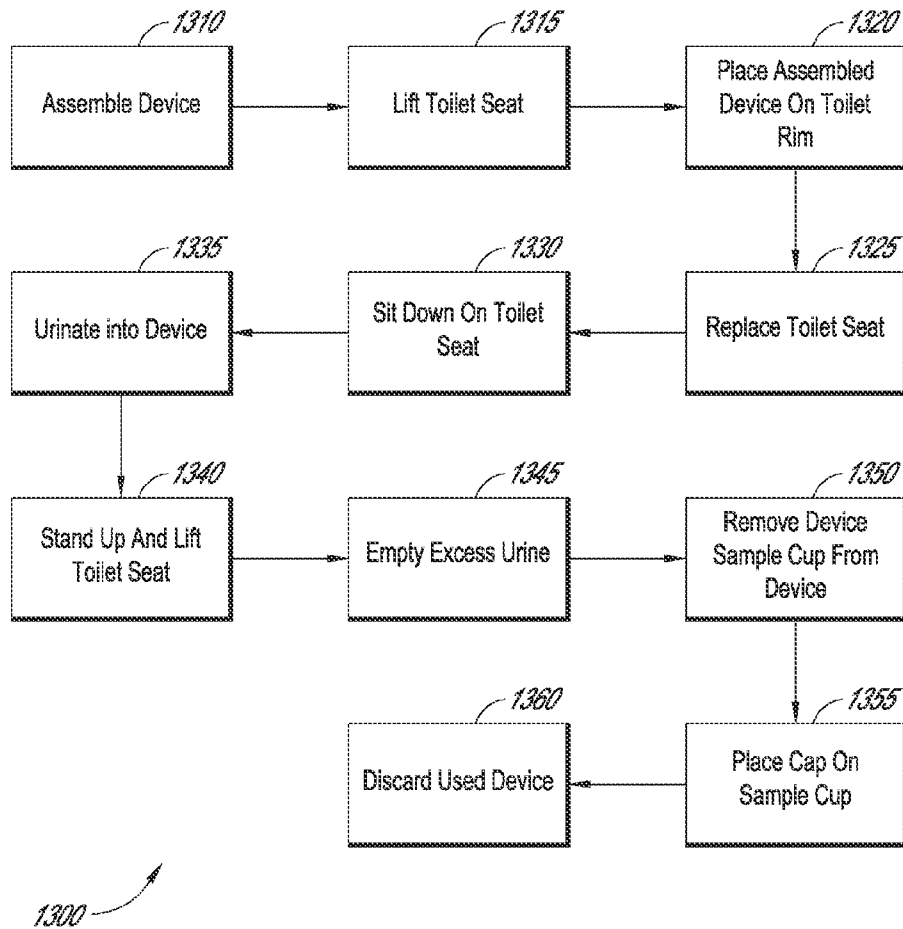 1310
Assemble Device
1315
Lift Toilet Seat
1320
Place Assembled
Device On Toilet
Rim
1325
Replace Toilet Seat
1330
Sit Down On Toilet
Seat
1335
Urinate into Device
1340
Stand Up And Lift
Toilet Seat
1345
Empty Excess Urine
1350
Remove Device
Sample Cup From
Device
1355
Place Cap On
Sample Cup
1360
Discard Used Device
1300